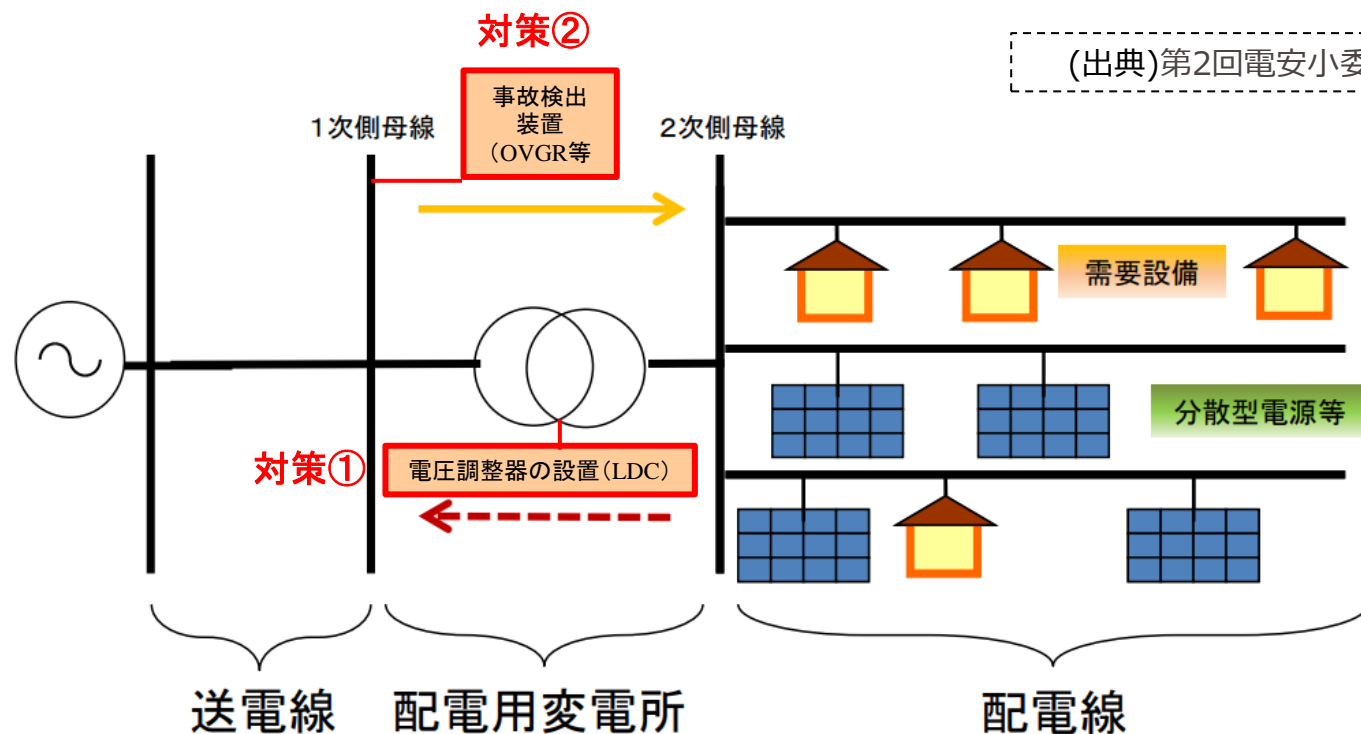 対策②
(出典)第2回電安小委
事故検出
装置
(OVGR等
1次側母線
2次側母線
需要設備
分散型電源等
対策①
電圧調整器の設置(LDC)
送電線
配電用変電所
配電線